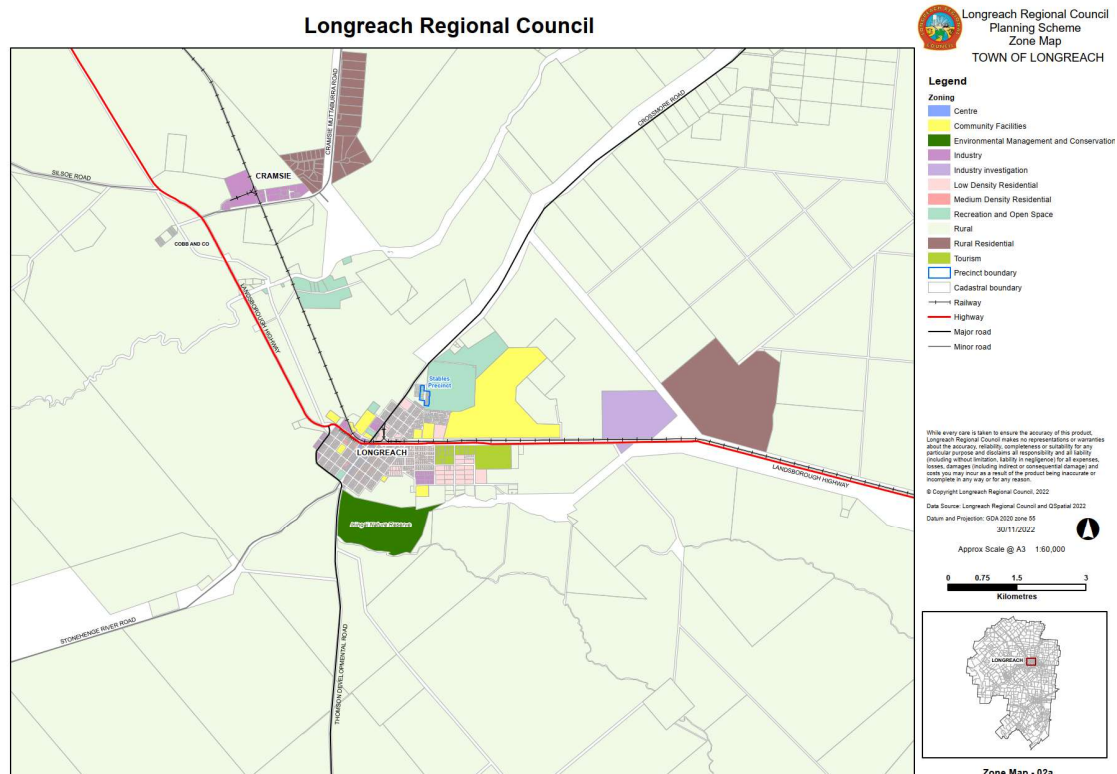 Longreach Regional Council
Longreach Regional Council
Planning Scheme
Zone Map
TOWN OF LONGREACH
Legend
Zoning
Centre
Community Facilities
Environmental Management and Conservation
Industry
Industry investigation
Low Density Residential
Medium Density Residential
Recreation and Open Space
Rural
Rural Residential
Tourism
Precinct boundary
Cadastral boundary
Railway
Highway
Major road
Minor road
While every care is taken to ensure the accuracy of this product,
Longreach Regional Council makes no representations or warranties
about the accuracy, reliability, completeness or suitability for any
particular purpose and disclaims all responsibility and all liability
(including without limitation, liability in negligence) for all expenses,
losses, damages (including indirect or consequential damage) and
costs you may incur as a result of the product being inaccurate or
incomplete in any way or for any reason.
© Copyright Longreach Regional Council, 2022
Data Source: Longreach Regional Council and QSpatial 2022
Datum and Projection: GDA 2020 zone 55
30/11/2022
Approx Scale @ A3 1:60,000
0 0.75 1.5 3
Kilometres
LONGREACH
Zone Map - 02a
CRAMSIE MUTTABURRA ROAD
CROSSMORE ROAD
SILSOE ROAD
CRAMSIE
COBB AND CO
LANDSBOROUGH HIGHWAY
Stables
Precinct
LONGREACH
LANDSBOROUGH HIGHWAY
Nature Reserve
STONEHENGE RIVER ROAD
THOMSON DEVELOPMENTAL ROAD